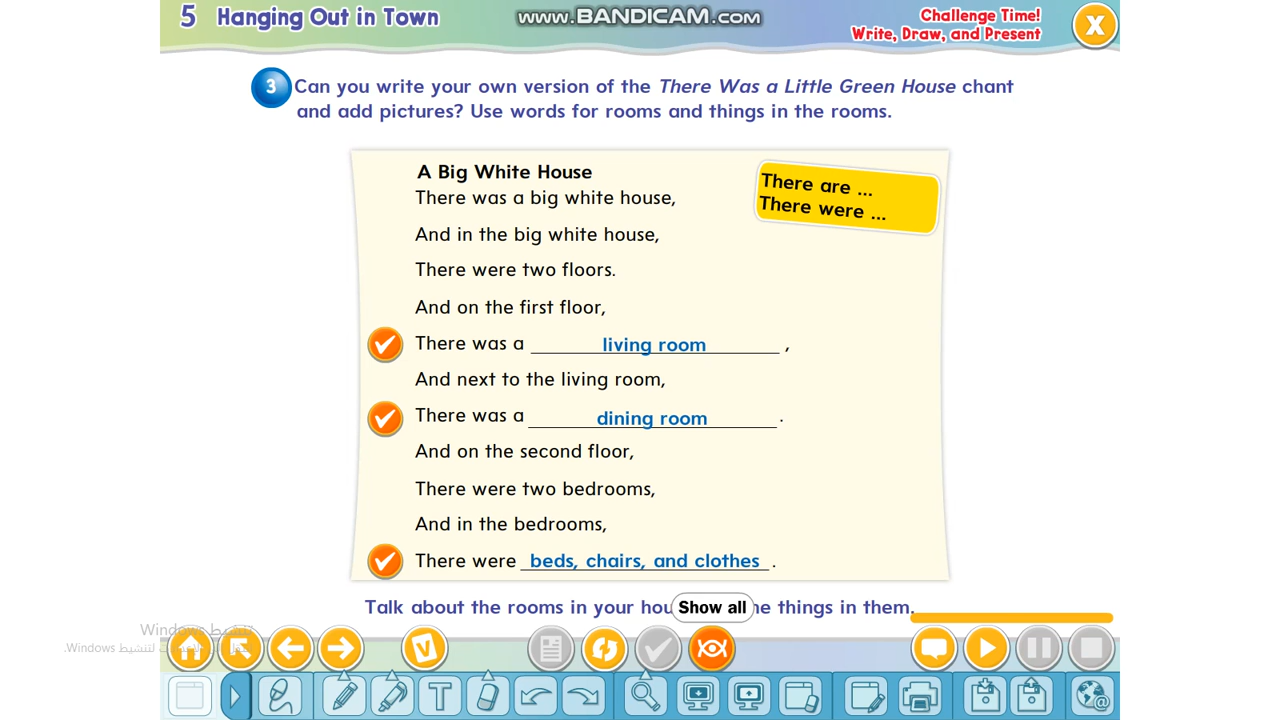 5 Hanging Out in Town
www.BANDICAM.com
Challenge Time!
Write, Draw, and Present
X
3 Can you write your own version of the There Was a Little Green House chant
and add pictures? Use words for rooms and things in the rooms.
A Big White House
There are ...
There were ...
There was a big white house,
And in the big white house,
There were two floors.
And on the first floor,
There was a living room ,
And next to the living room,
There was a dining room .
And on the second floor,
There were two bedrooms,
And in the bedrooms,
There were beds, chairs, and clothes .
Talk about the rooms in your things in them.
Show all
تنشيط Windows
لتنشيط Windows.
V
T